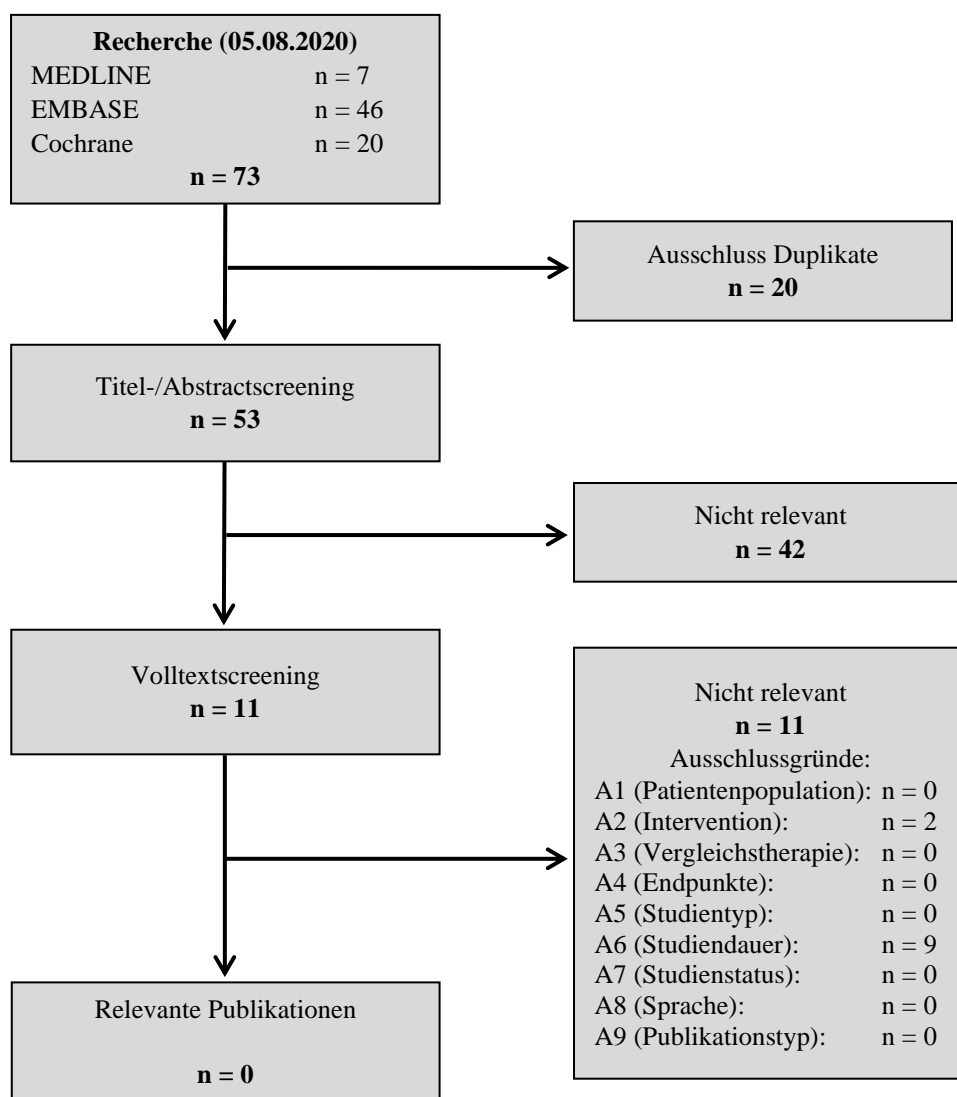 Recherche (05.08.2020)
MEDLINE n = 7
EMBASE n = 46
Cochrane n = 20
n = 73
Ausschluss Duplikate
n = 20
Titel-/Abstractscreening
n = 53
Nicht relevant
n = 42
Volltextscreening
n = 11
Nicht relevant
n = 11
Ausschlussgründe:
A1 (Patientenpopulation): n = 0
A2 (Intervention): n = 2
A3 (Vergleichstherapie): n = 0
A4 (Endpunkte): n = 0
A5 (Studientyp): n = 0
A6 (Studiendauer): n = 9
A7 (Studienstatus): n = 0
A8 (Sprache): n = 0
A9 (Publikationstyp): n = 0
Relevante Publikationen
n = 0